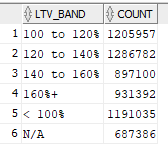 LTV_BAND COUNT
1 100 to 120% 1205957
2 120 to 140% 1286782
3 140 to 160% 897100
4 160%+ 931392
5 < 100% 1191035
6 N/A 687386